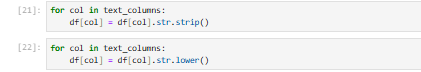 [21]: for col in text_columns:
df[col] = df[col].str.strip()
[22]: for col in text_columns:
df[col] = df[col].str.lower()